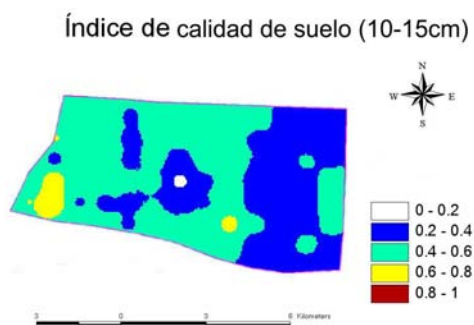 Índice de calidad de suelo (10-15cm)
N
W E
S
0 - 0.2
0.2 - 0.4
0.4 - 0.6
0.6 - 0.8
0.8 - 1
3 0 3 6 Kilometers